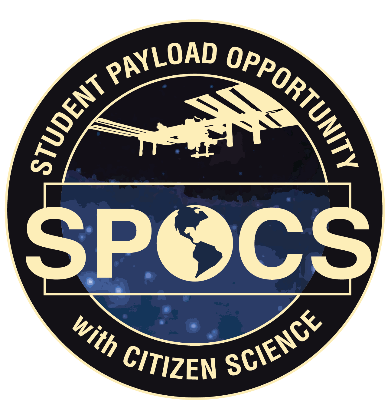 STUDENT PAYLOAD OPPORTUNITY
SPOCS
with CITIZEN SCIENCE